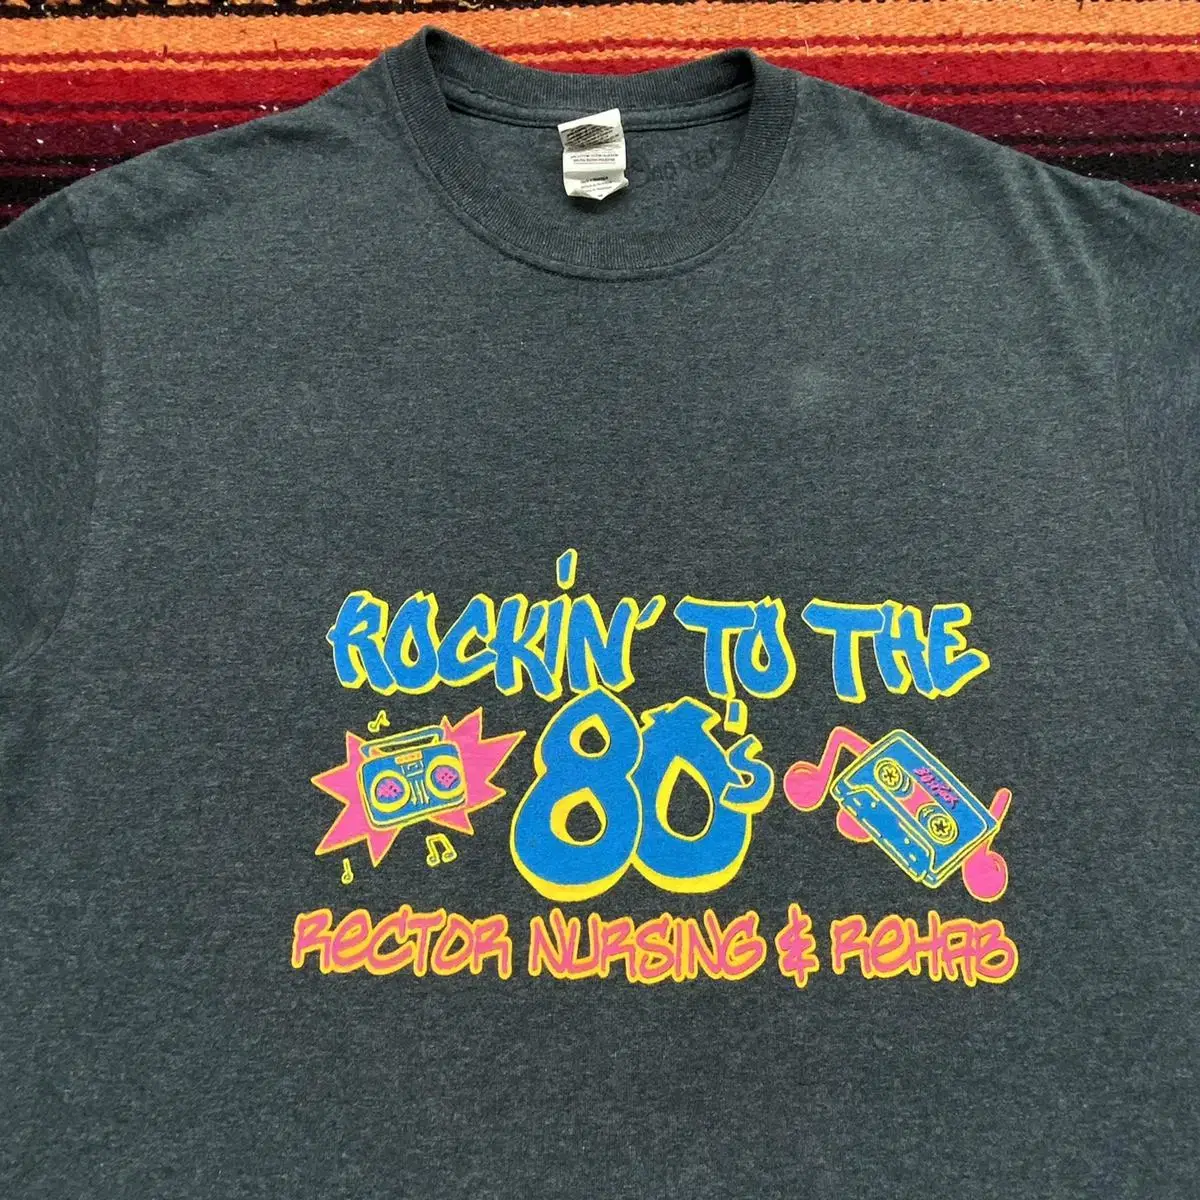 ROCKIN' TO THE
80's
RECTOR NURSING & REHAB